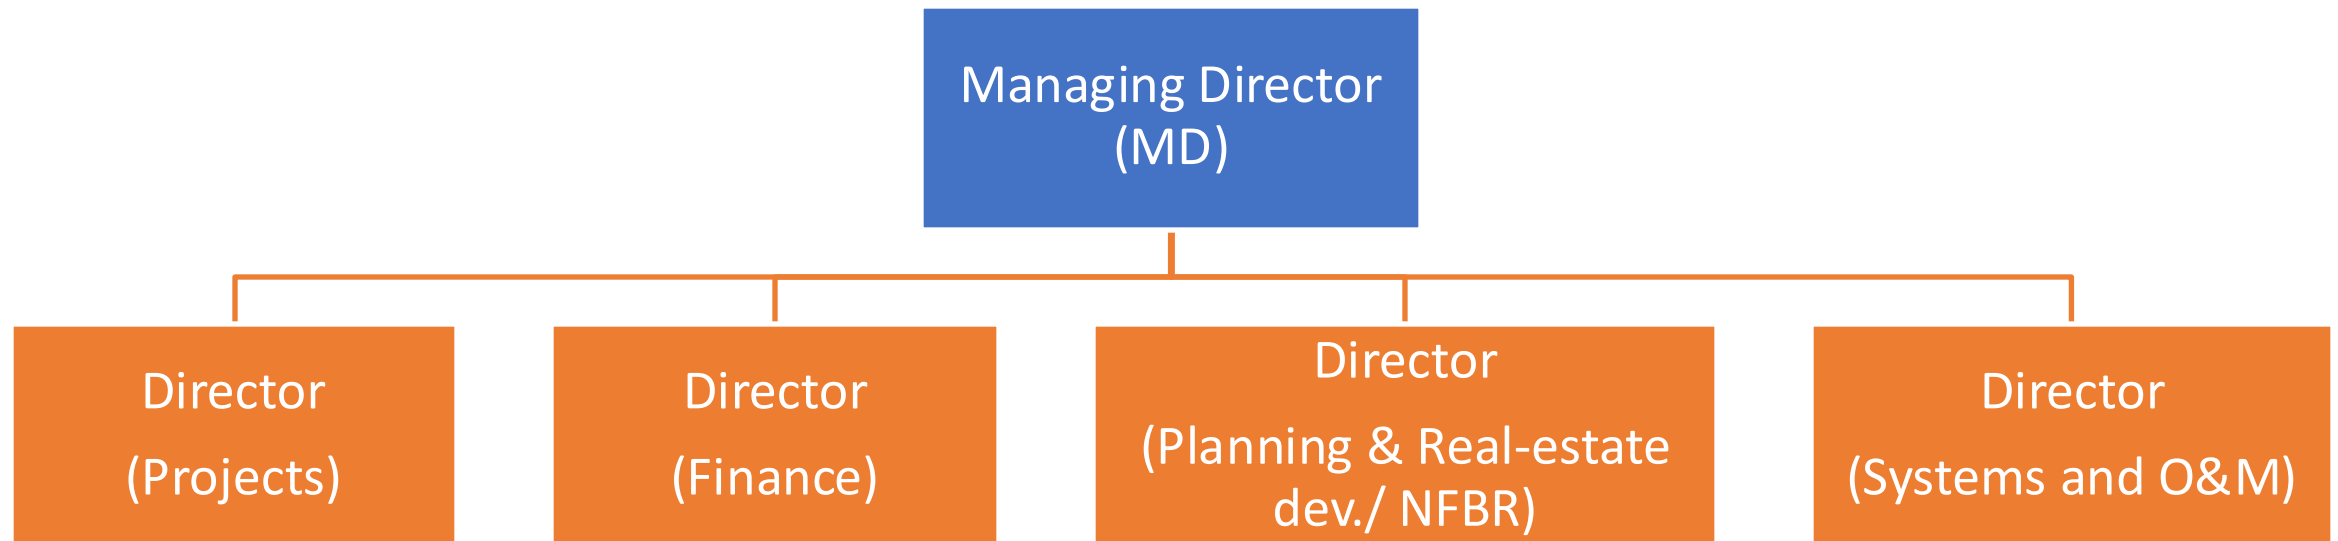 Managing Director
(MD)
Director
(Projects)
Director
(Finance)
Director
(Planning & Real-estate
dev./ NFBR)
Director
(Systems and O&M)